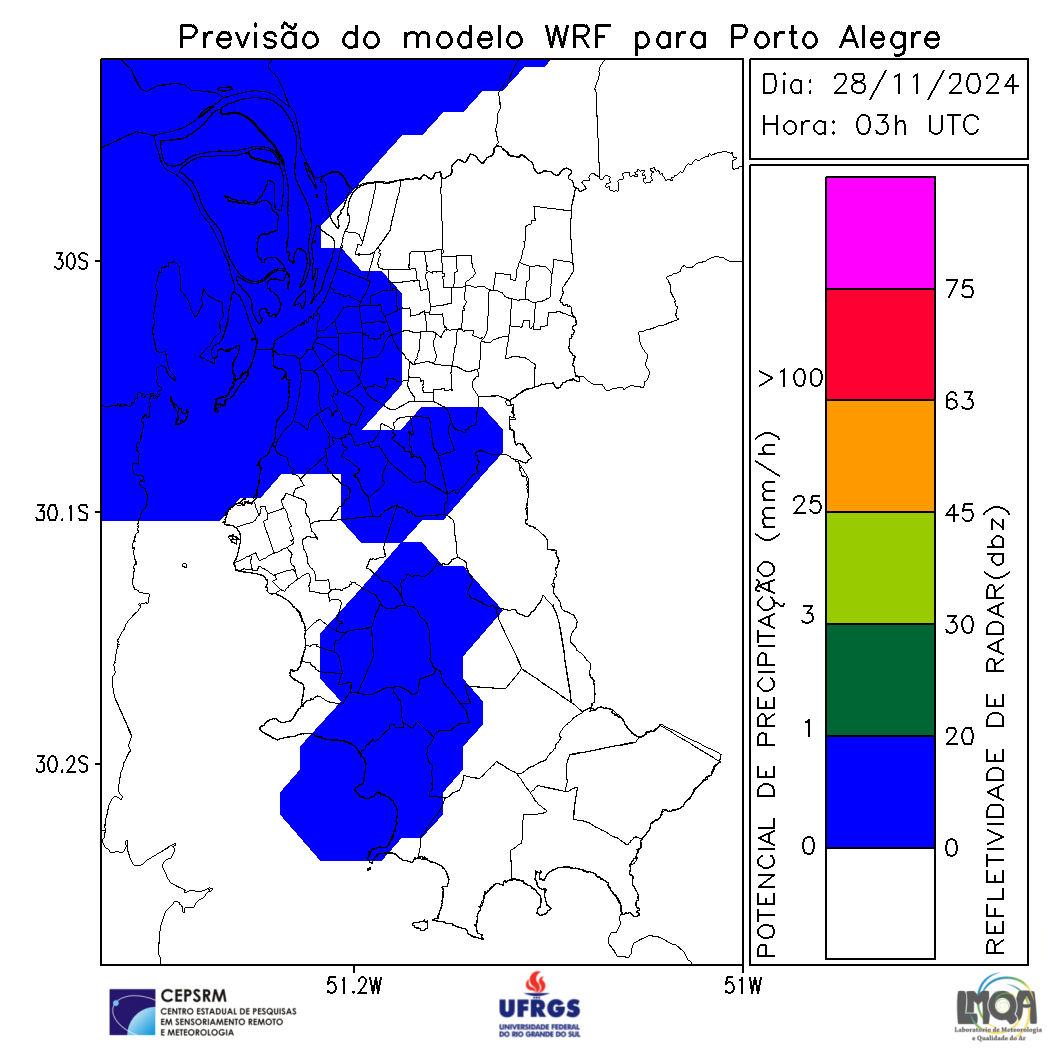 Previsão do modelo WRF para Porto Alegre
Dia: 28/11/2024
Hora: 03h UTC
30S
30.1S
30.2S
51.2W
51W
POTENCIAL DE PRECIPITAÇÃO (mm/h)
>100
25
3
1
0
75
63
45
30
20
0
REFLETIVIDADE DE RADAR(dbz)
CEPSRM
CENTRO ESTADUAL DE PESQUISAS
EM SENSORIAMENTO REMOTO
E METEOROLOGIA
UFRGS
UNIVERSIDADE FEDERAL
DO RIO GRANDE DO SUL
LMQA
Laboratório de Meteorologia
e Qualidade do Ar